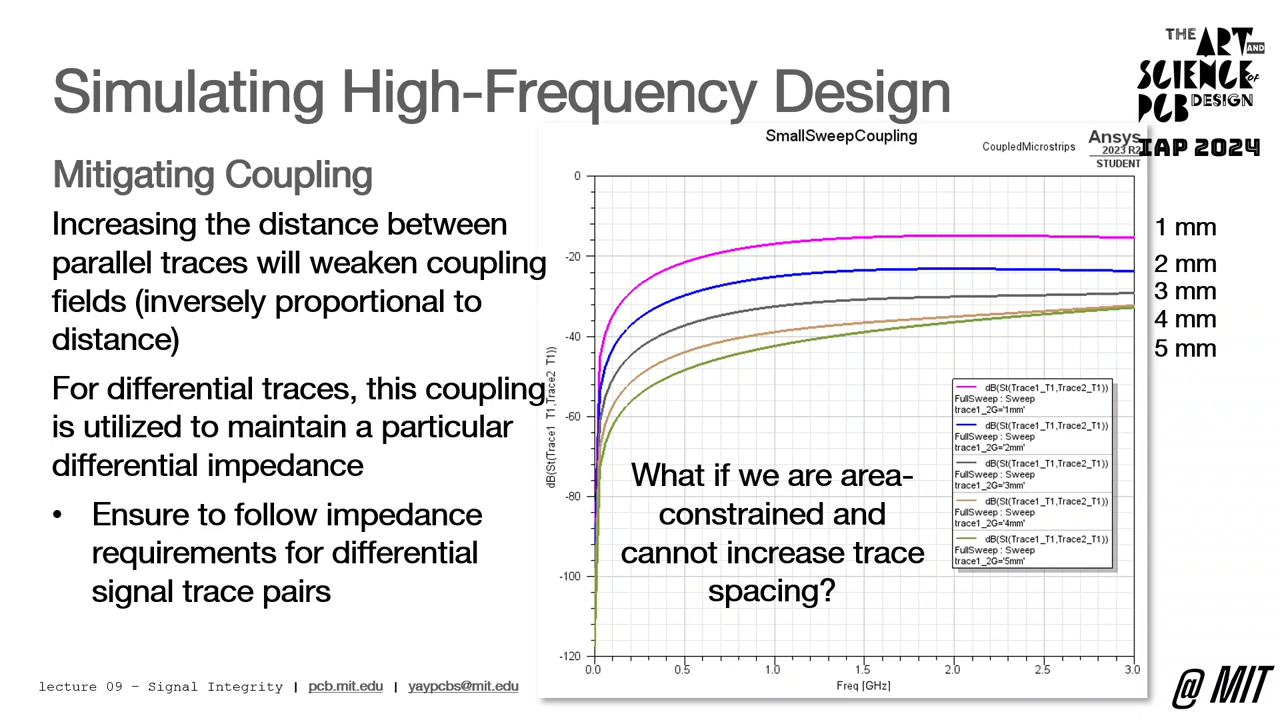 Simulating High-Frequency Design
THE
ART
AND
SCIENCE
OF
PCB
DESIGN
IAP 2024
Mitigating Coupling
Increasing the distance between
parallel traces will weaken coupling
fields (inversely proportional to
distance)
For differential traces, this coupling
is utilized to maintain a particular
differential impedance
• Ensure to follow impedance
requirements for differential
signal trace pairs
SmallSweepCoupling
CoupledMicrostrips
Ansys
2023 R2
STUDENT
0
-20
-40
-60
-80
-100
-120
dB(St(Trace1_T1,Trace2_T1))
0.0
0.5
1.0
1.5
2.0
2.5
3.0
Freq [GHz]
1 mm
2 mm
3 mm
4 mm
5 mm
dB(St(Trace1_T1,Trace2_T1))
FullSweep : Sweep
trace1_2G='1mm'
dB(St(Trace1_T1,Trace2_T1))
FullSweep : Sweep
trace1_2G='2mm'
dB(St(Trace1_T1,Trace2_T1))
FullSweep : Sweep
trace1_2G='3mm'
dB(St(Trace1_T1,Trace2_T1))
FullSweep : Sweep
trace1_2G='4mm'
dB(St(Trace1_T1,Trace2_T1))
FullSweep : Sweep
trace1_2G='5mm'
What if we are area-
constrained and
cannot increase trace
spacing?
lecture 09 – Signal Integrity | pcb.mit.edu | yaypcbs@mit.edu
@ MIT